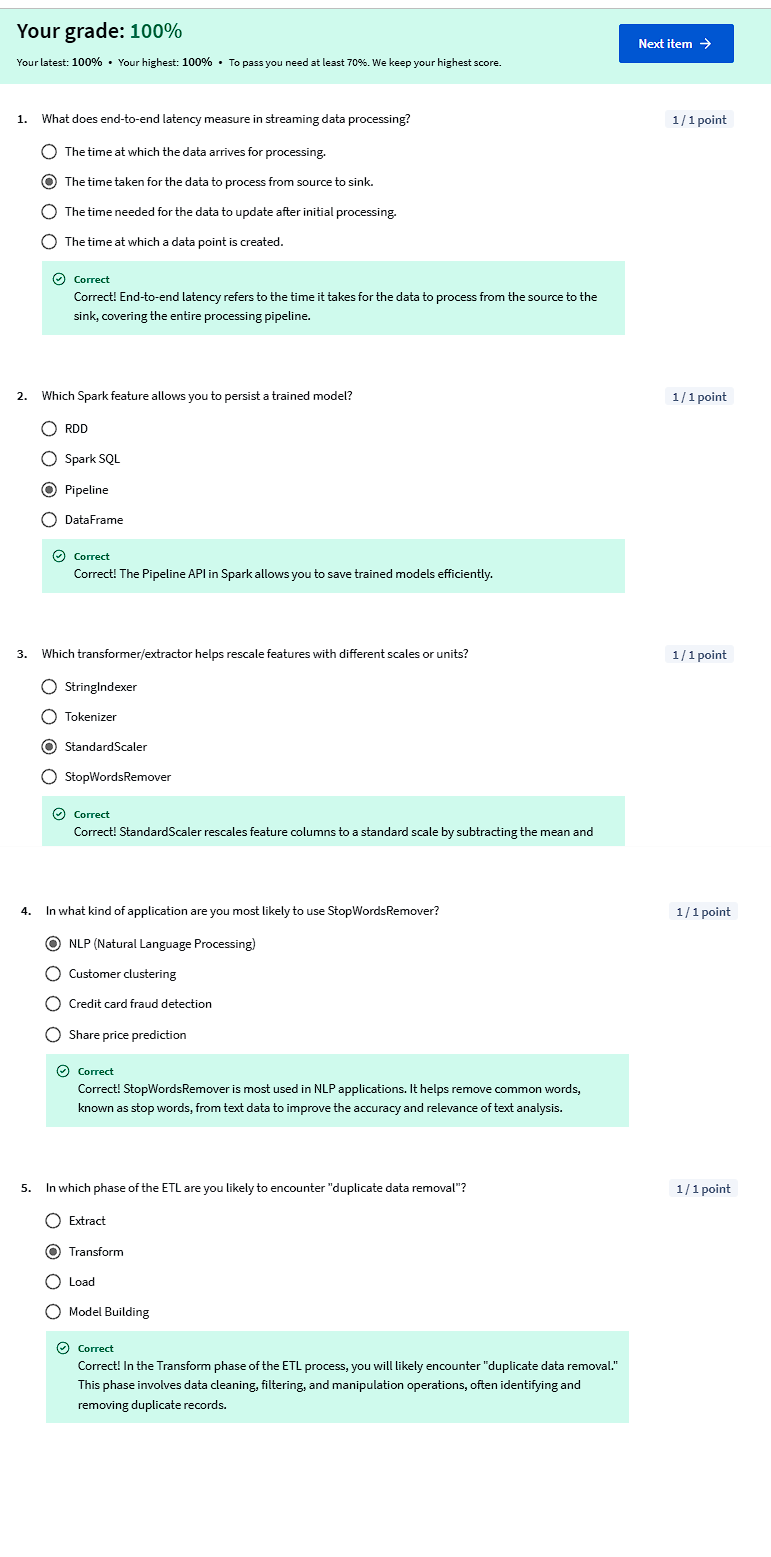 Your grade: 100%
Next item →
Your latest: 100% • Your highest: 100% • To pass you need at least 70%. We keep your highest score.
1. What does end-to-end latency measure in streaming data processing?
1 / 1 point
The time at which the data arrives for processing.
The time taken for the data to process from source to sink.
The time needed for the data to update after initial processing.
The time at which a data point is created.
Correct
Correct! End-to-end latency refers to the time it takes for the data to process from the source to the
sink, covering the entire processing pipeline.
2. Which Spark feature allows you to persist a trained model?
1 / 1 point
RDD
Spark SQL
Pipeline
DataFrame
Correct
Correct! The Pipeline API in Spark allows you to save trained models efficiently.
3. Which transformer/extractor helps rescale features with different scales or units?
1 / 1 point
StringIndexer
Tokenizer
StandardScaler
StopWordsRemover
Correct
Correct! StandardScaler rescales feature columns to a standard scale by subtracting the mean and
4. In what kind of application are you most likely to use StopWordsRemover?
1 / 1 point
NLP (Natural Language Processing)
Customer clustering
Credit card fraud detection
Share price prediction
Correct
Correct! StopWordsRemover is most used in NLP applications. It helps remove common words,
known as stop words, from text data to improve the accuracy and relevance of text analysis.
5. In which phase of the ETL are you likely to encounter "duplicate data removal"?
1 / 1 point
Extract
Transform
Load
Model Building
Correct
Correct! In the Transform phase of the ETL process, you will likely encounter "duplicate data removal."
This phase involves data cleaning, filtering, and manipulation operations, often identifying and
removing duplicate records.